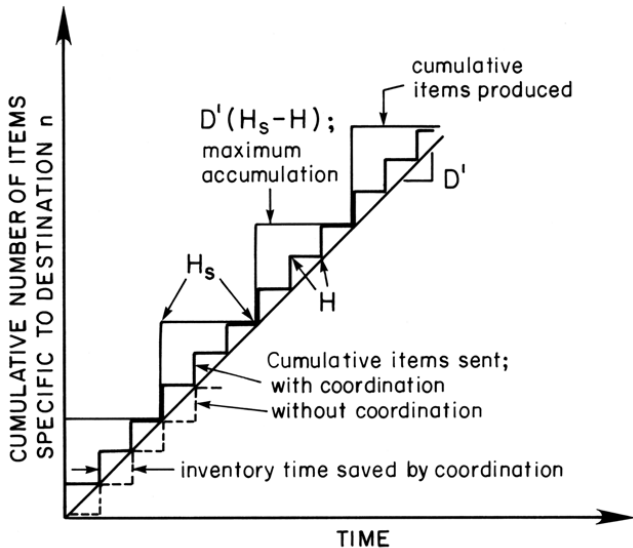 CUMULATIVE NUMBER OF ITEMS
SPECIFIC TO DESTINATION n
cumulative
items produced
D'(Hs-H);
maximum
accumulation
D'
Hs
H
Cumulative items sent;
with coordination
without coordination
inventory time saved by coordination
TIME